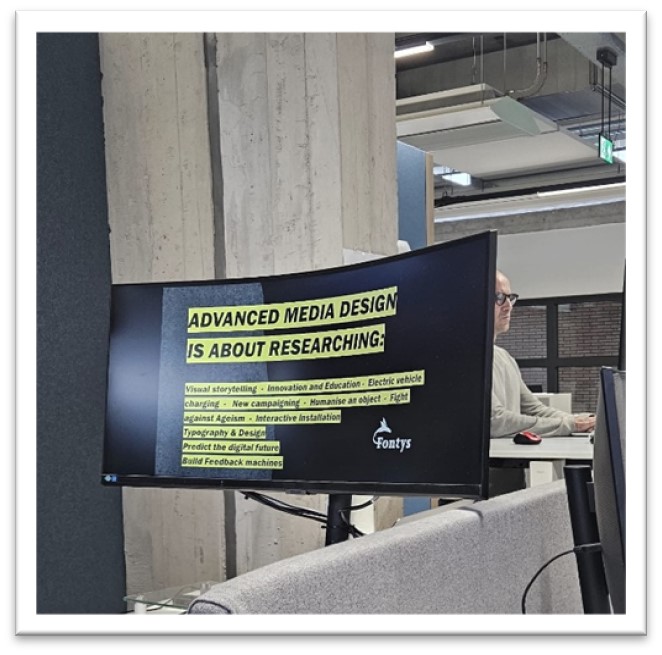 ADVANCED MEDIA DESIGN
IS ABOUT RESEARCHING:
Visual storytelling - Innovation and Education - Electric vehicle
charging - New campaigning - Humanise an object - Fight
against Ageism - Interactive Installation
Typography & Design
Predict the digital future
Build Feedback machines
Fontys